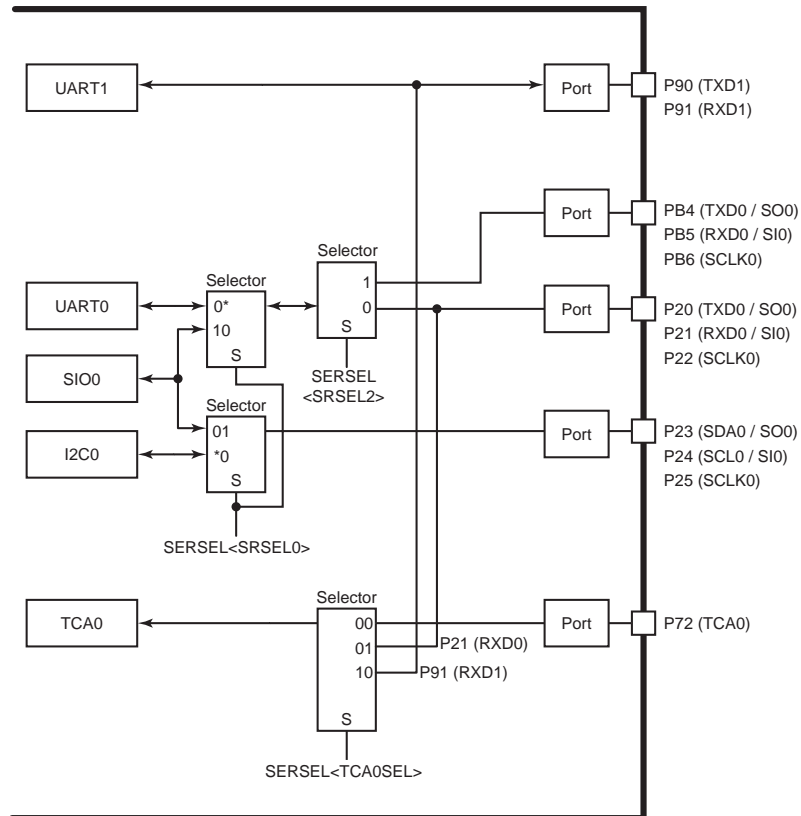 UART1
Port
P90 (TXD1)
P91 (RXD1)
Port
PB4 (TXD0 / SO0)
PB5 (RXD0 / SI0)
PB6 (SCLK0)
Selector
1
0
S
SERSEL
<SRSEL2>
Selector
0*
10
S
UART0
Port
P20 (TXD0 / SO0)
P21 (RXD0 / SI0)
P22 (SCLK0)
SIO0
Selector
01
*0
S
I2C0
Port
P23 (SDA0 / SO0)
P24 (SCL0 / SI0)
P25 (SCLK0)
SERSEL<SRSEL0>
Selector
TCA0
00
01
10
S
P21 (RXD0)
P91 (RXD1)
Port
P72 (TCA0)
SERSEL<TCA0SEL>